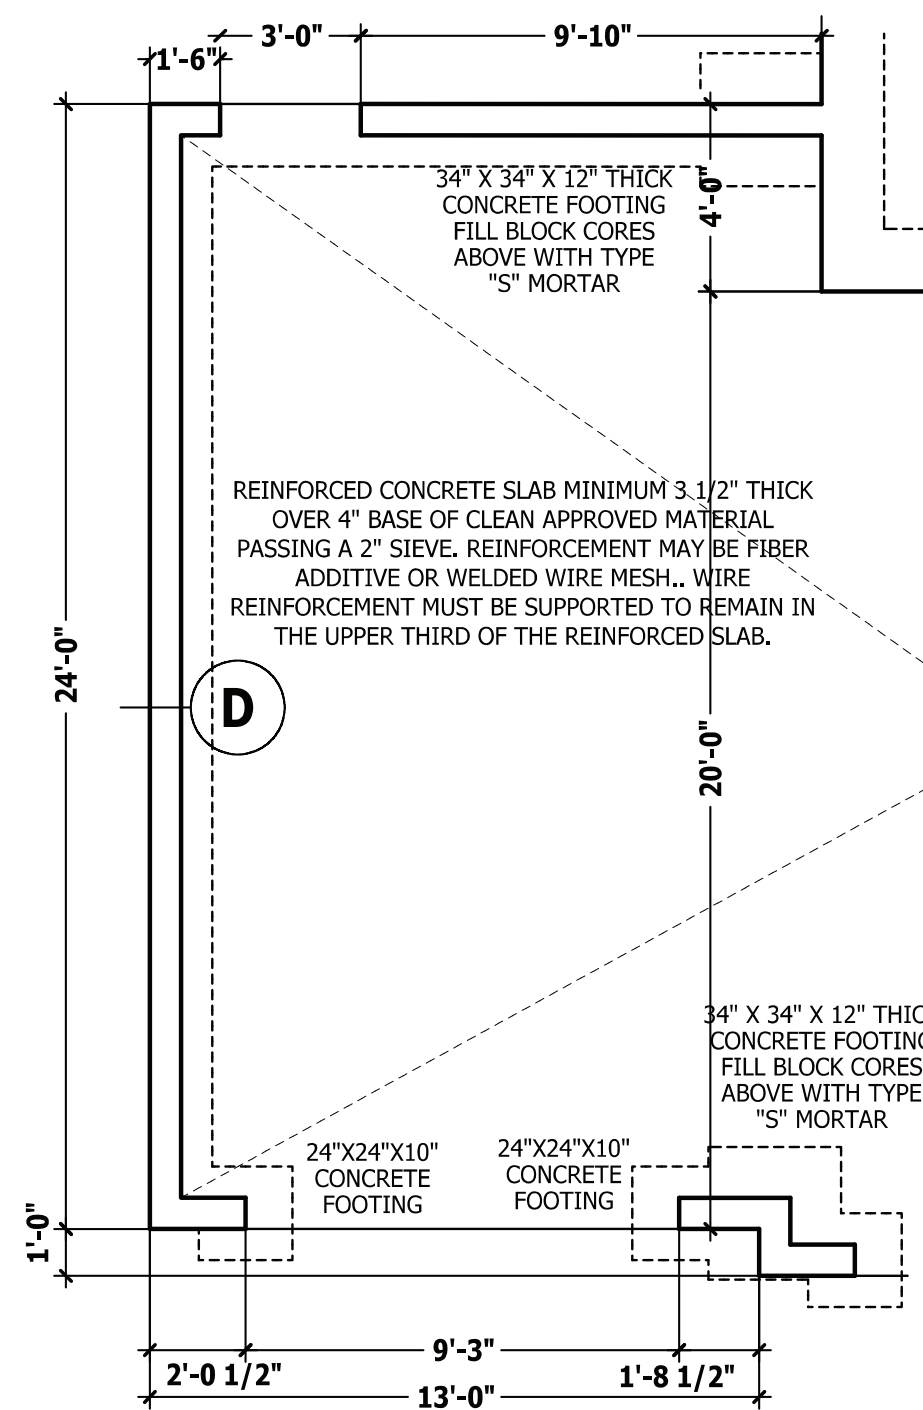 3'-0"
9'-10"
1'-6"
34" X 34" X 12" THICK
CONCRETE FOOTING
FILL BLOCK CORES
ABOVE WITH TYPE
"S" MORTAR
4'-0"
REINFORCED CONCRETE SLAB MINIMUM 3 1/2" THICK
OVER 4" BASE OF CLEAN APPROVED MATERIAL
PASSING A 2" SIEVE. REINFORCEMENT MAY BE FIBER
ADDITIVE OR WELDED WIRE MESH.. WIRE
REINFORCEMENT MUST BE SUPPORTED TO REMAIN IN
THE UPPER THIRD OF THE REINFORCED SLAB.
24'-0"
D
20'-0"
34" X 34" X 12" THIC
CONCRETE FOOTING
FILL BLOCK CORES
ABOVE WITH TYPE
"S" MORTAR
24"X24"X10"
CONCRETE
FOOTING
24"X24"X10"
CONCRETE
FOOTING
1'-0"
9'-3"
2'-0 1/2"
1'-8 1/2"
13'-0"